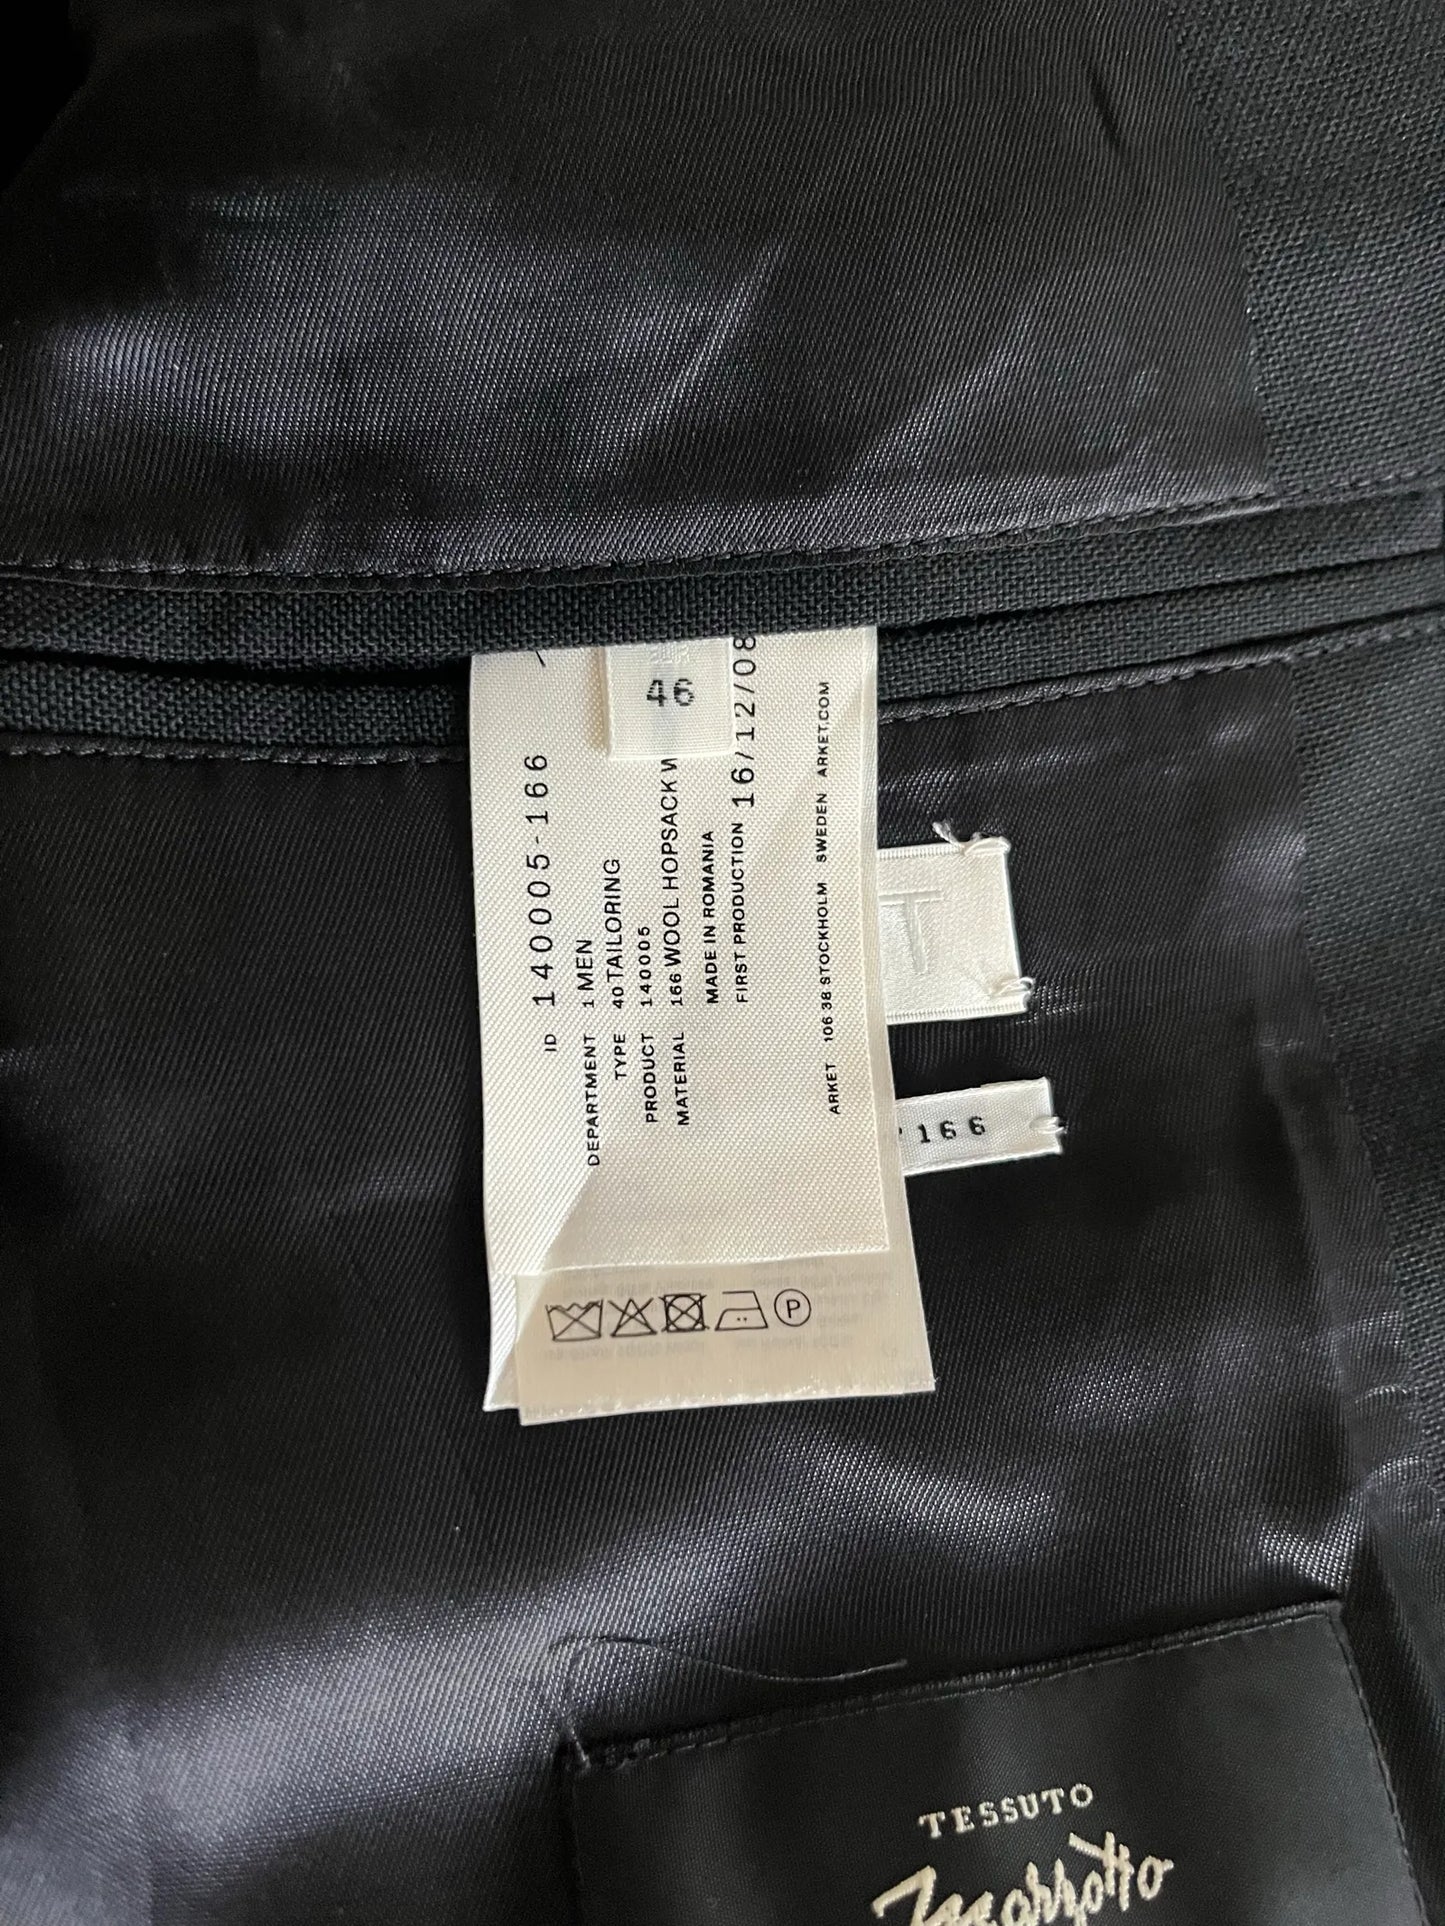 46
ID 140005-166
DEPARTMENT 1 MEN
TYPE 40 TAILORING
PRODUCT 140005
MATERIAL 166 WOOL HOPSACK
MADE IN ROMANIA
FIRST PRODUCTION 16/12/08
ARKET 106 38 STOCKHOLM SWEDEN ARKET.COM
T
166
P
TESSUTO
Marzotto